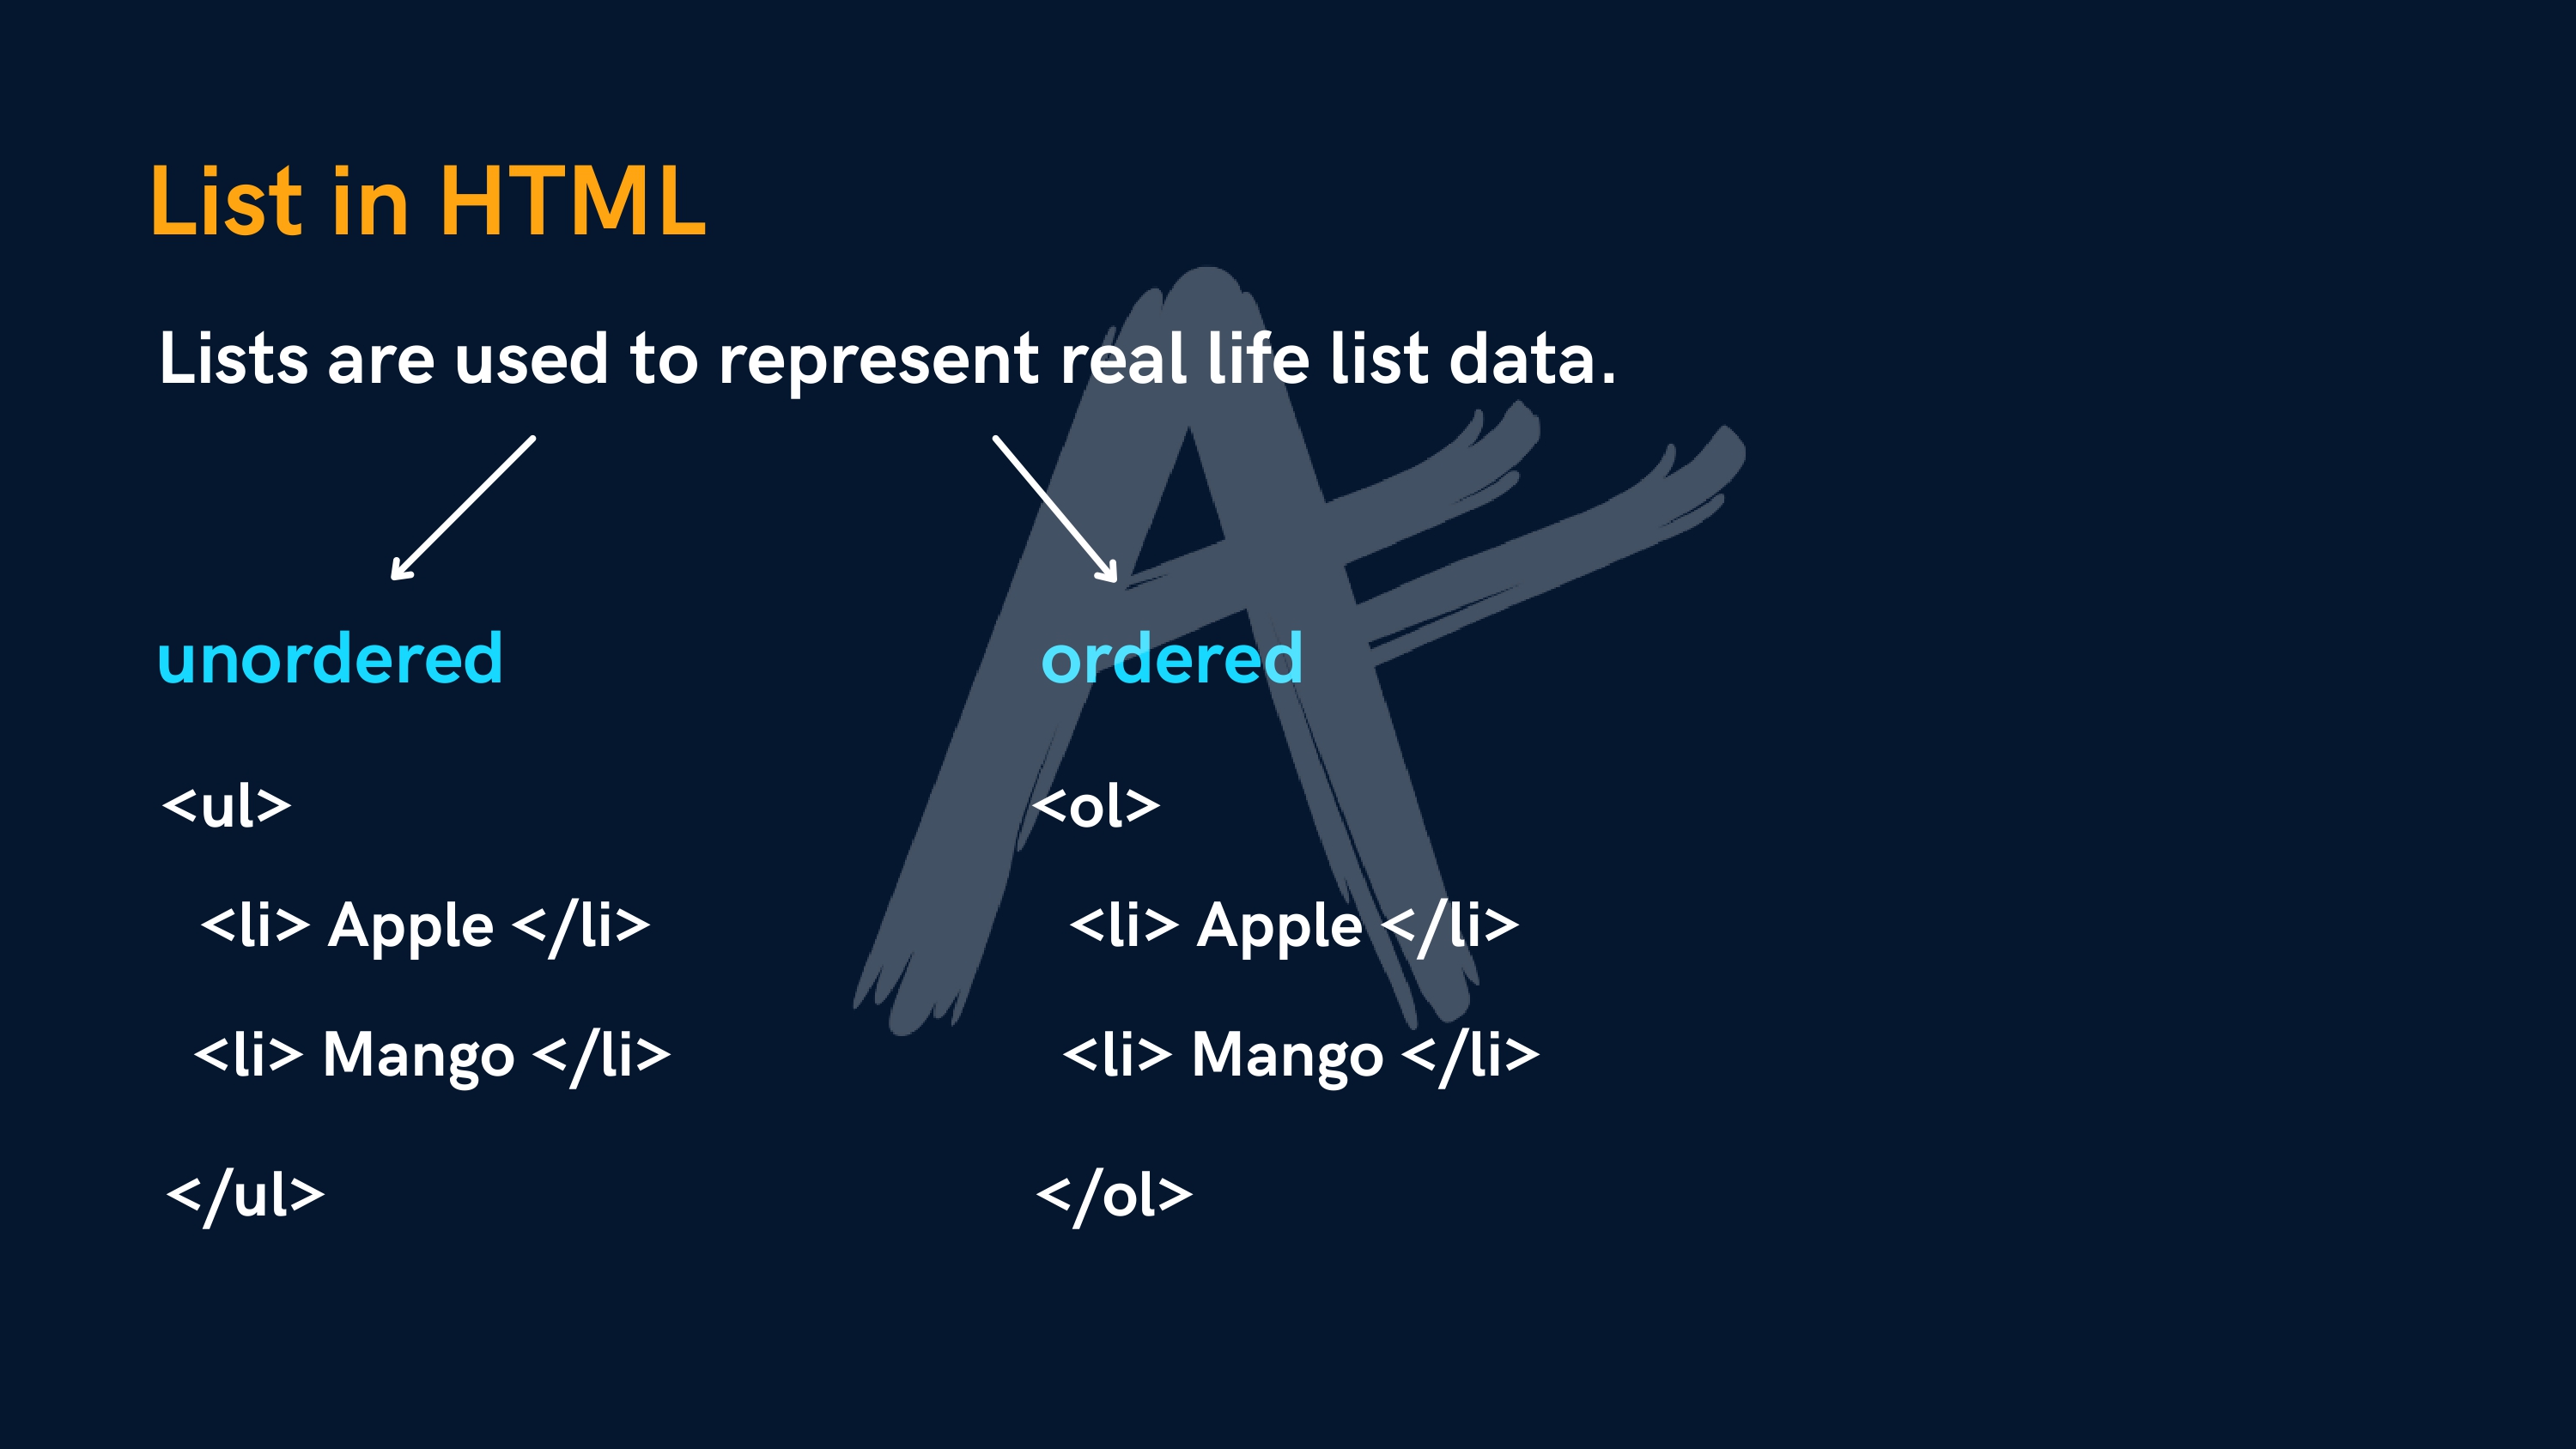 List in HTML
Lists are used to represent real life list data.
unordered
<ul>
<li> Apple </li>
<li> Mango </li>
</ul>
ordered
<ol>
<li> Apple </li>
<li> Mango </li>
</ol>